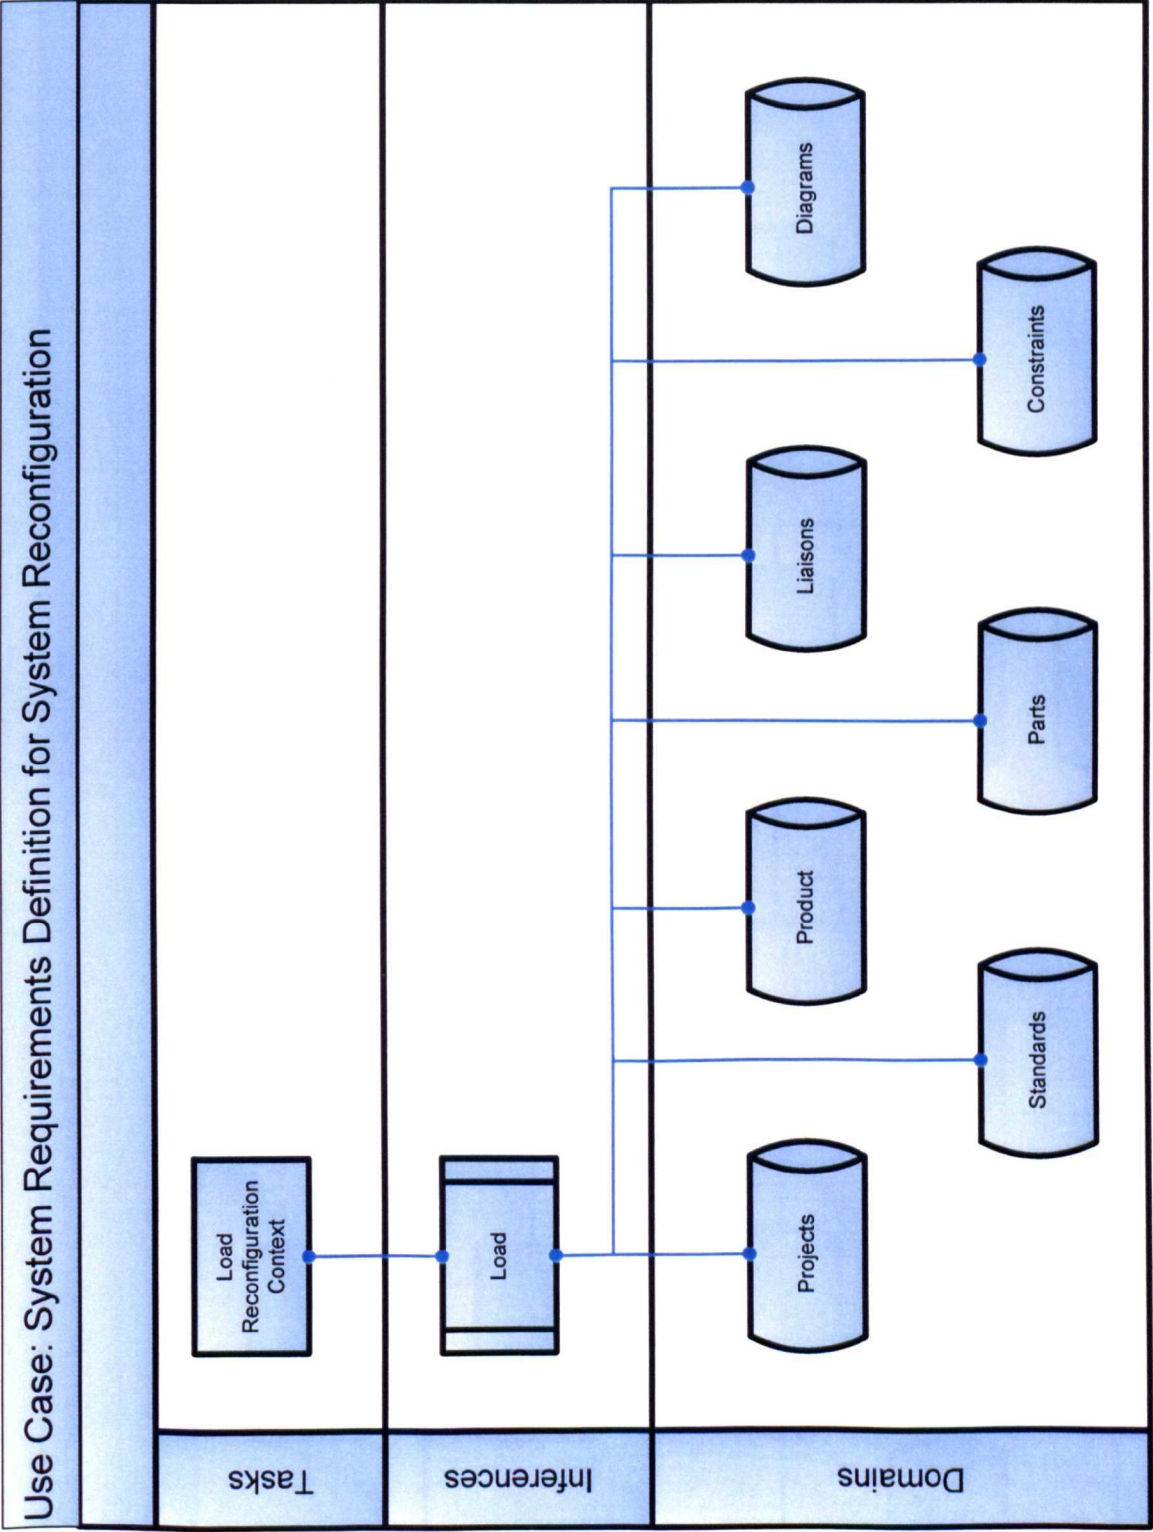 Use Case: System Requirements Definition for System Reconfiguration
Tasks
Load
Reconfiguration
Context
Inferences
Load
Domains
Projects
Product
Liaisons
Diagrams
Standards
Parts
Constraints